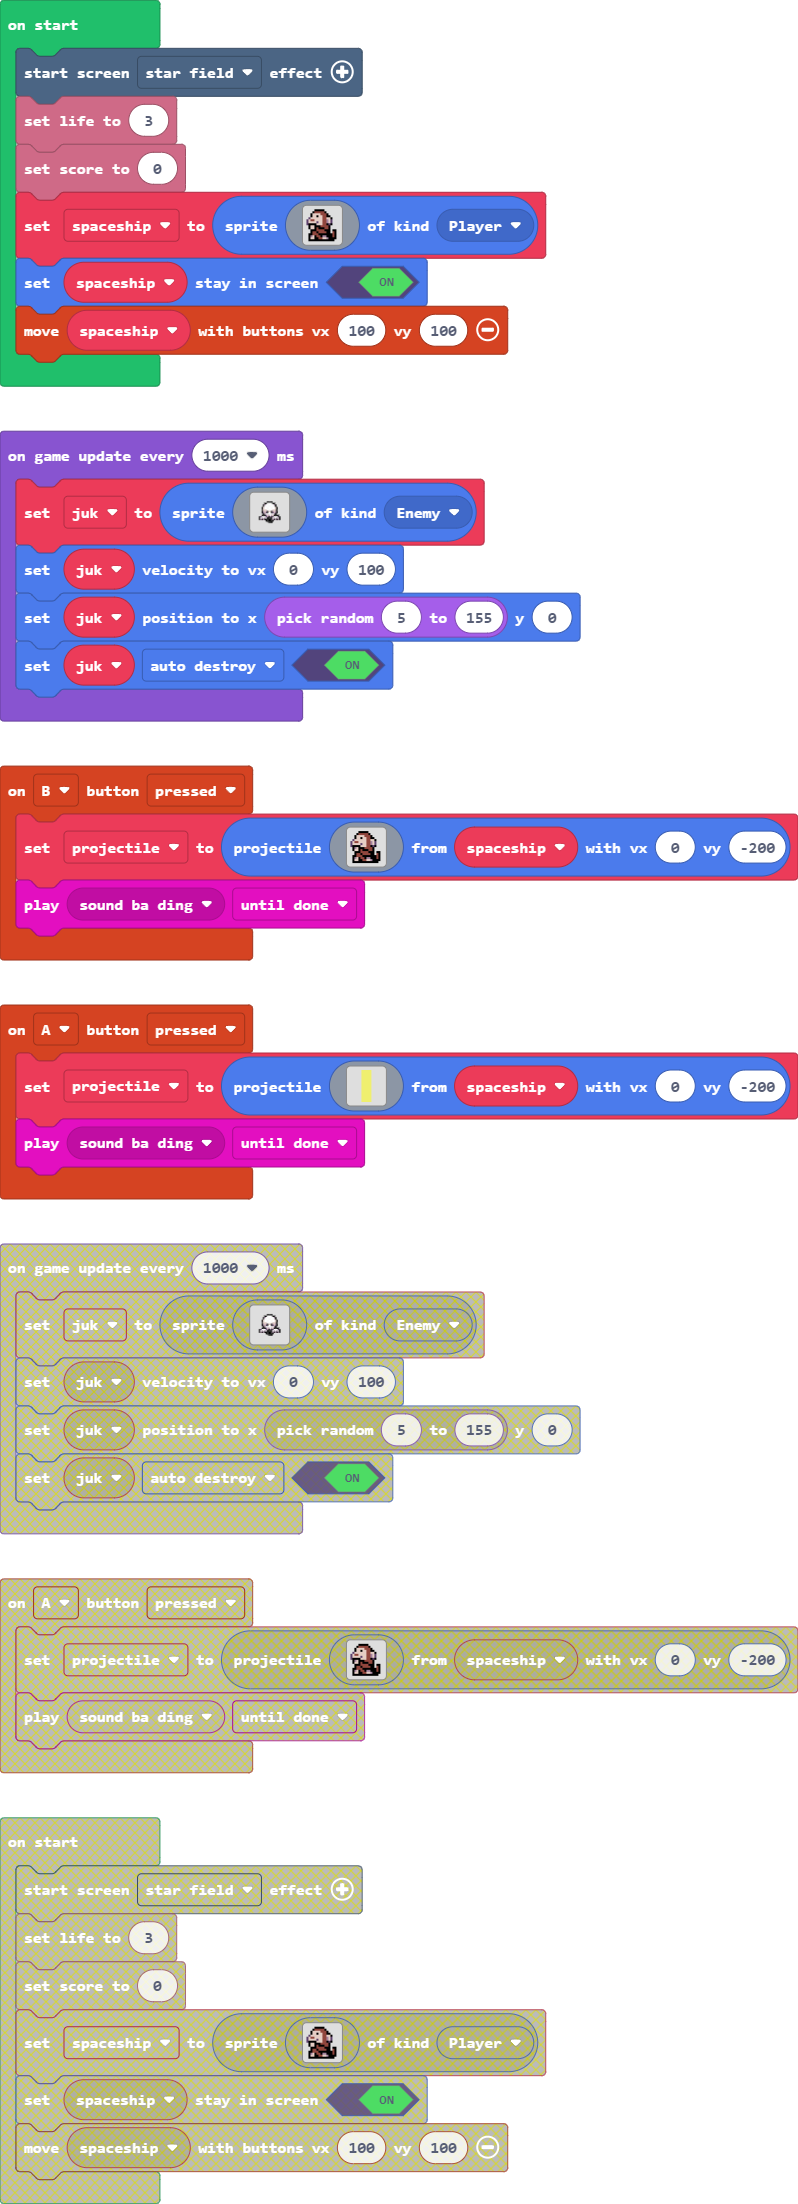 on start
start screen star field effect
set life to 3
set score to 0
set spaceship to sprite of kind Player
set spaceship stay in screen ON
move spaceship with buttons vx 100 vy 100
on game update every 1000 ms
set juk to sprite of kind Enemy
set juk velocity to vx 0 vy 100
set juk position to x pick random 5 to 155 y 0
set juk auto destroy ON
on B button pressed
set projectile to projectile from spaceship with vx 0 vy -200
play sound ba ding until done
on A button pressed
set projectile to projectile from spaceship with vx 0 vy -200
play sound ba ding until done
on game update every 1000 ms
set juk to sprite of kind Enemy
set juk velocity to vx 0 vy 100
set juk position to x pick random 5 to 155 y 0
set juk auto destroy ON
on A button pressed
set projectile to projectile from spaceship with vx 0 vy -200
play sound ba ding until done
on start
start screen star field effect
set life to 3
set score to 0
set spaceship to sprite of kind Player
set spaceship stay in screen ON
move spaceship with buttons vx 100 vy 100